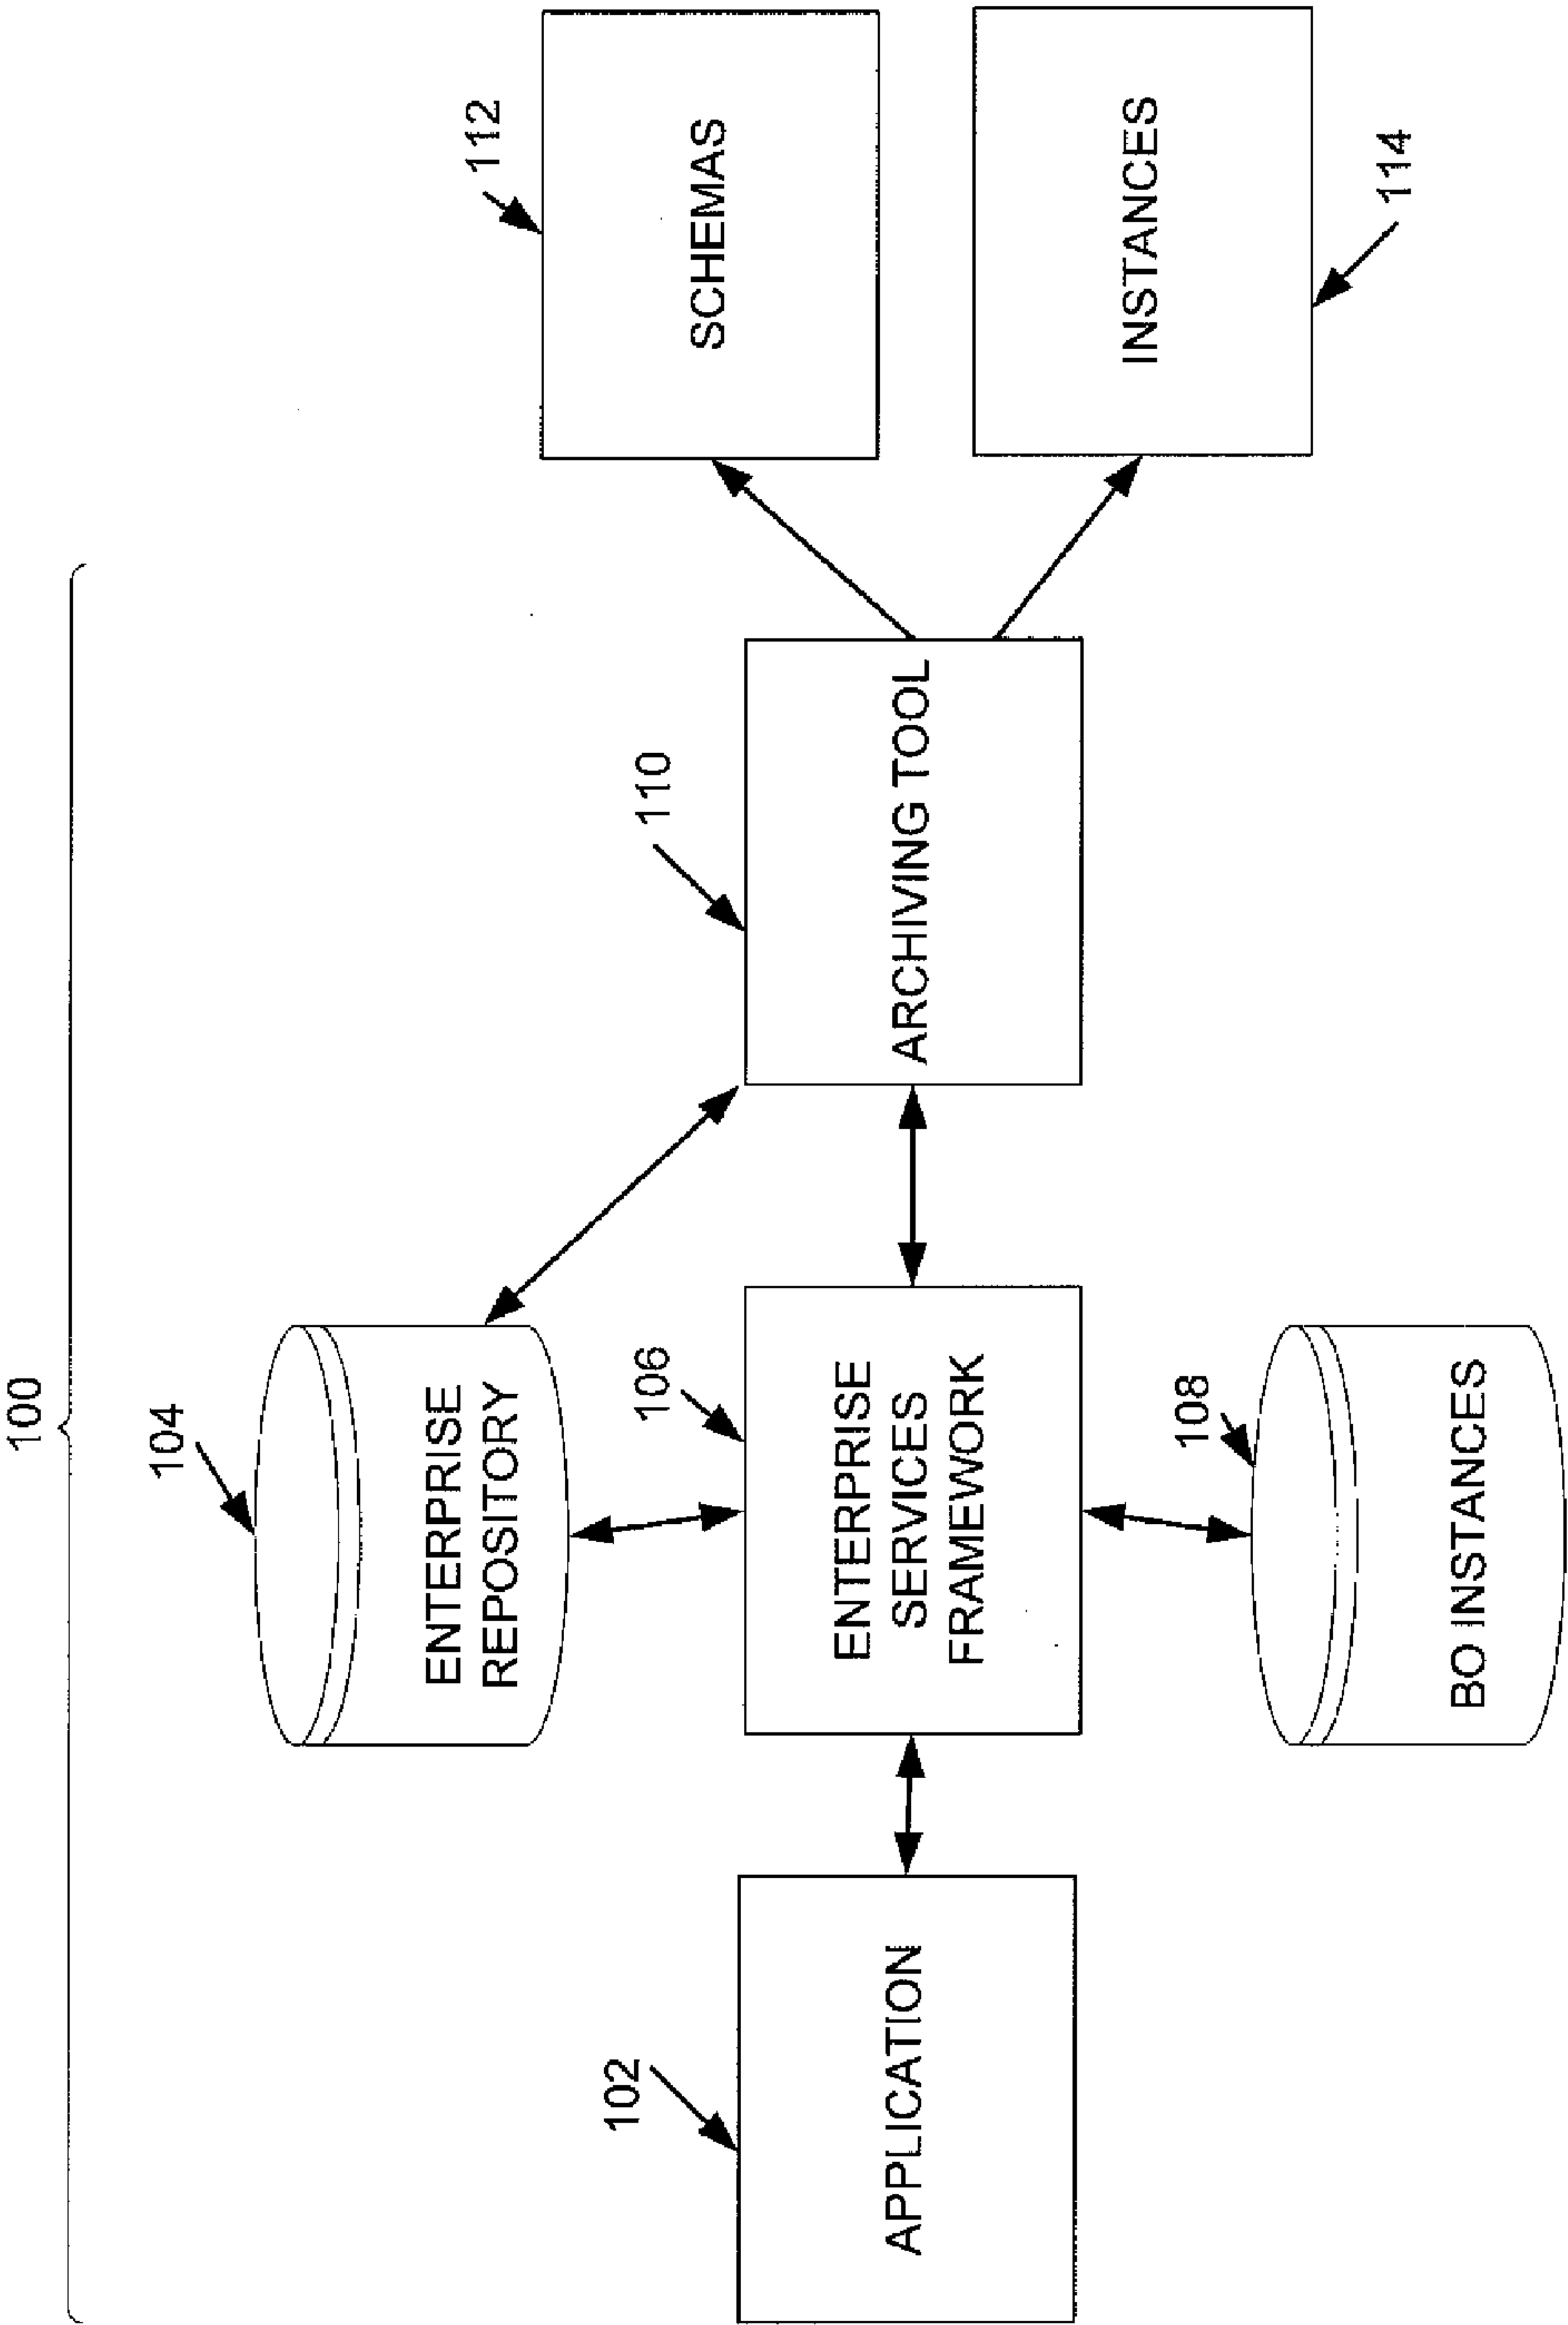 100
104
ENTERPRISE
REPOSITORY
112
SCHEMAS
102
APPLICATION
106
ENTERPRISE
SERVICES
FRAMEWORK
110
ARCHIVING TOOL
INSTANCES
114
108
BO INSTANCES